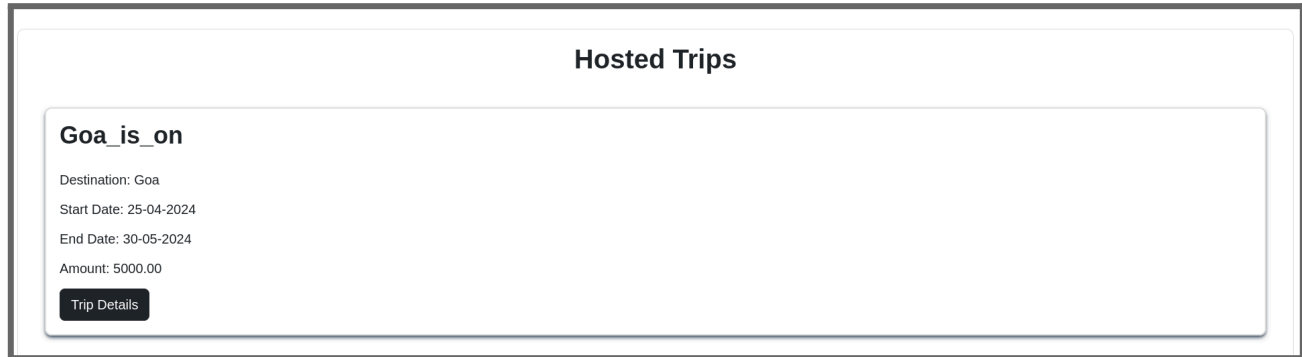 Hosted Trips
Goa_is_on
Destination: Goa
Start Date: 25-04-2024
End Date: 30-05-2024
Amount: 5000.00
Trip Details